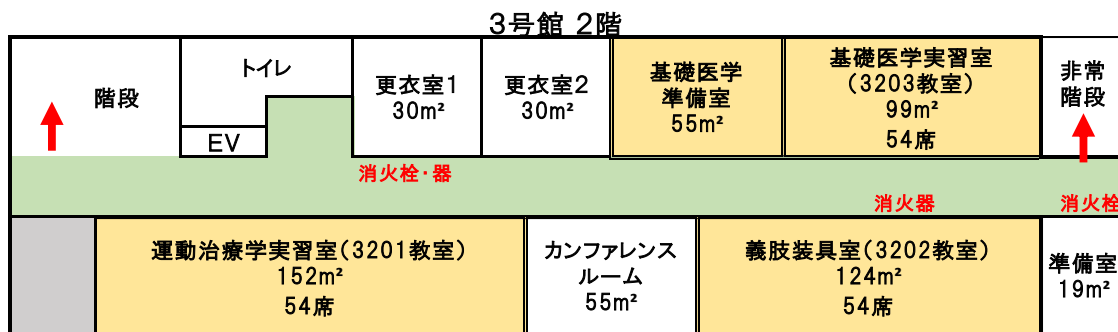 3号館 2階
階段
トイレ
EV
更衣室1
30m²
更衣室2
30m²
基礎医学
準備室
55m²
基礎医学実習室
(3203教室)
99m²
54席
非常
階段
消火栓・器
消火器
消火栓
運動治療学実習室(3201教室)
152m²
54席
カンファレンス
ルーム
55m²
義肢装具室(3202教室)
124m²
54席
準備室
19m²